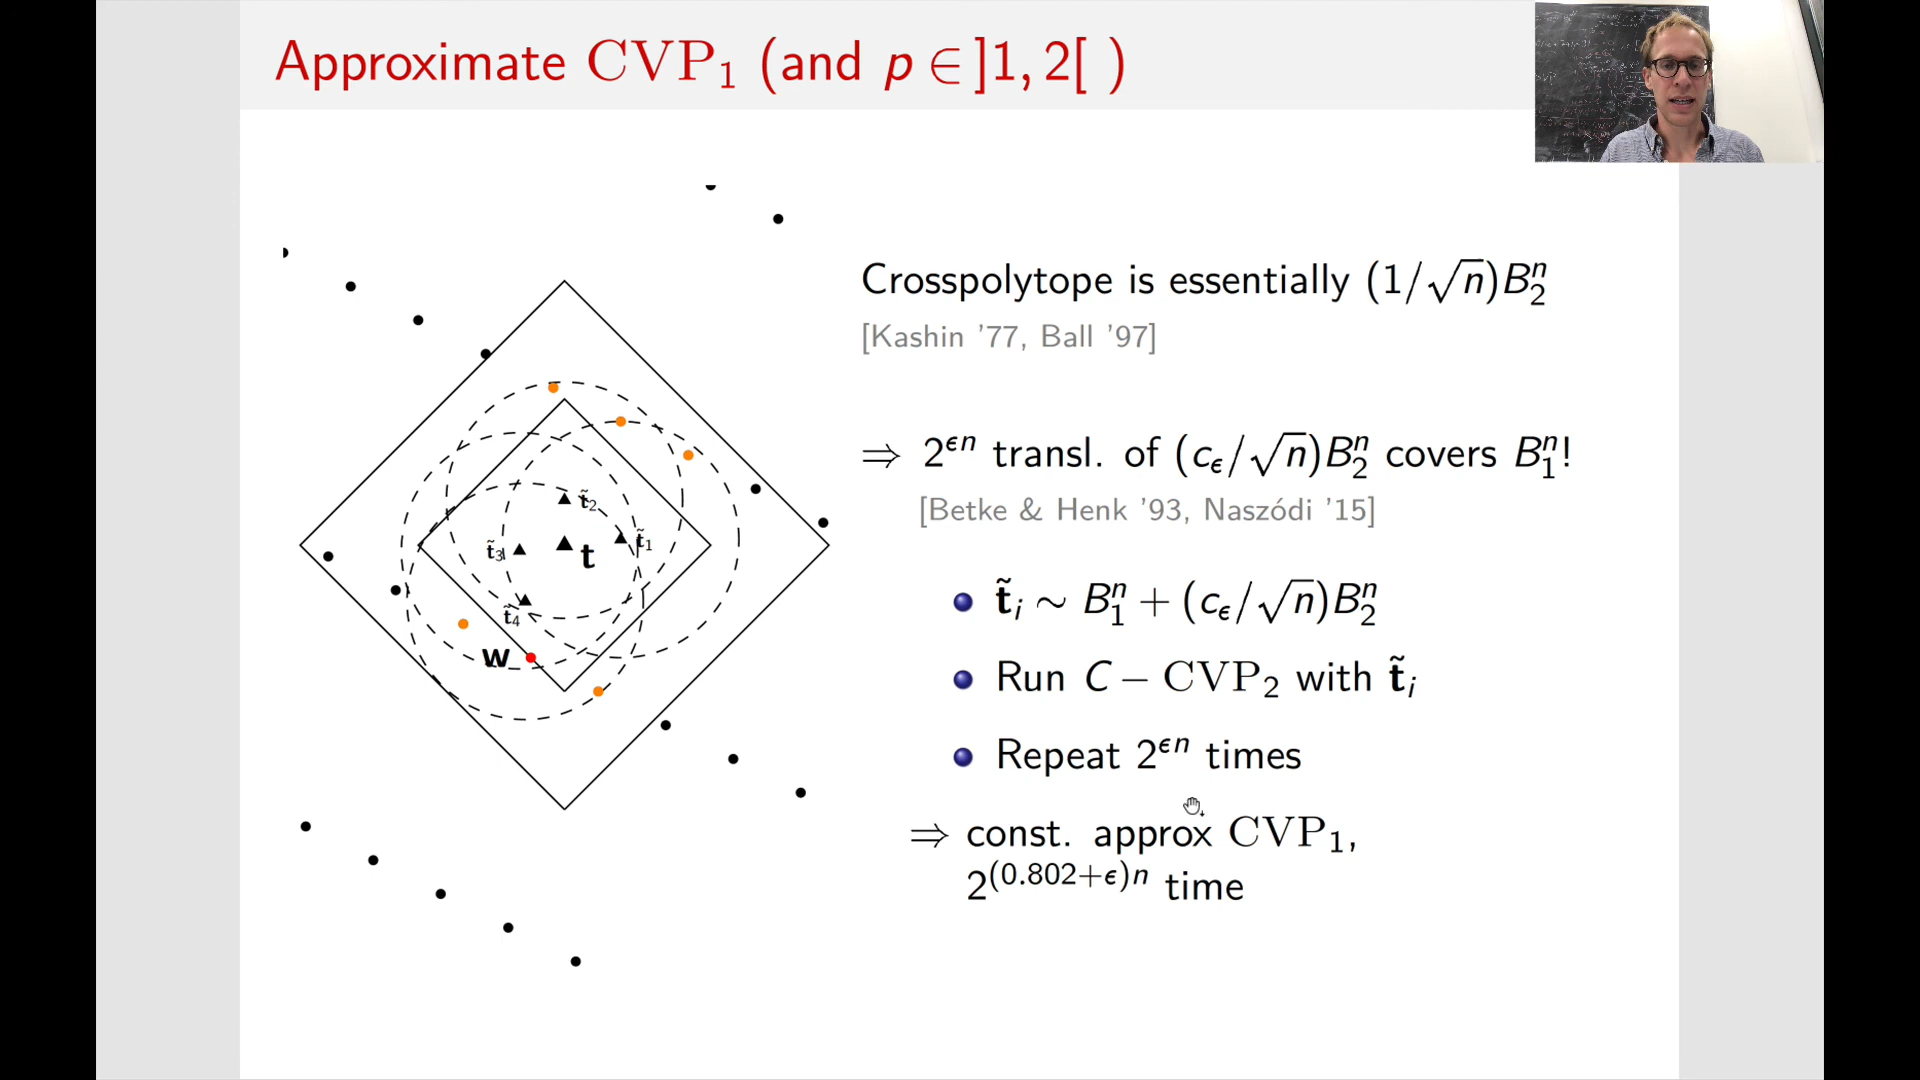 Approximate CVP₁ (and p ∈ ]1, 2[ )
Crosspolytope is essentially (1/√n)B₂ⁿ
[Kashin '77, Ball '97]
⇒ 2^{ϵn} transl. of (c_ϵ/√n)B₂ⁿ covers B₁ⁿ!
[Betke & Henk '93, Naszódi '15]
t̃₂
t̃₃
t̃₁
t
t̃₄
w
t̃ᵢ ∼ B₁ⁿ + (c_ϵ/√n)B₂ⁿ
Run C − CVP₂ with t̃ᵢ
Repeat 2^{ϵn} times
⇒ const. approx CVP₁,
2^{(0.802+ϵ)n} time